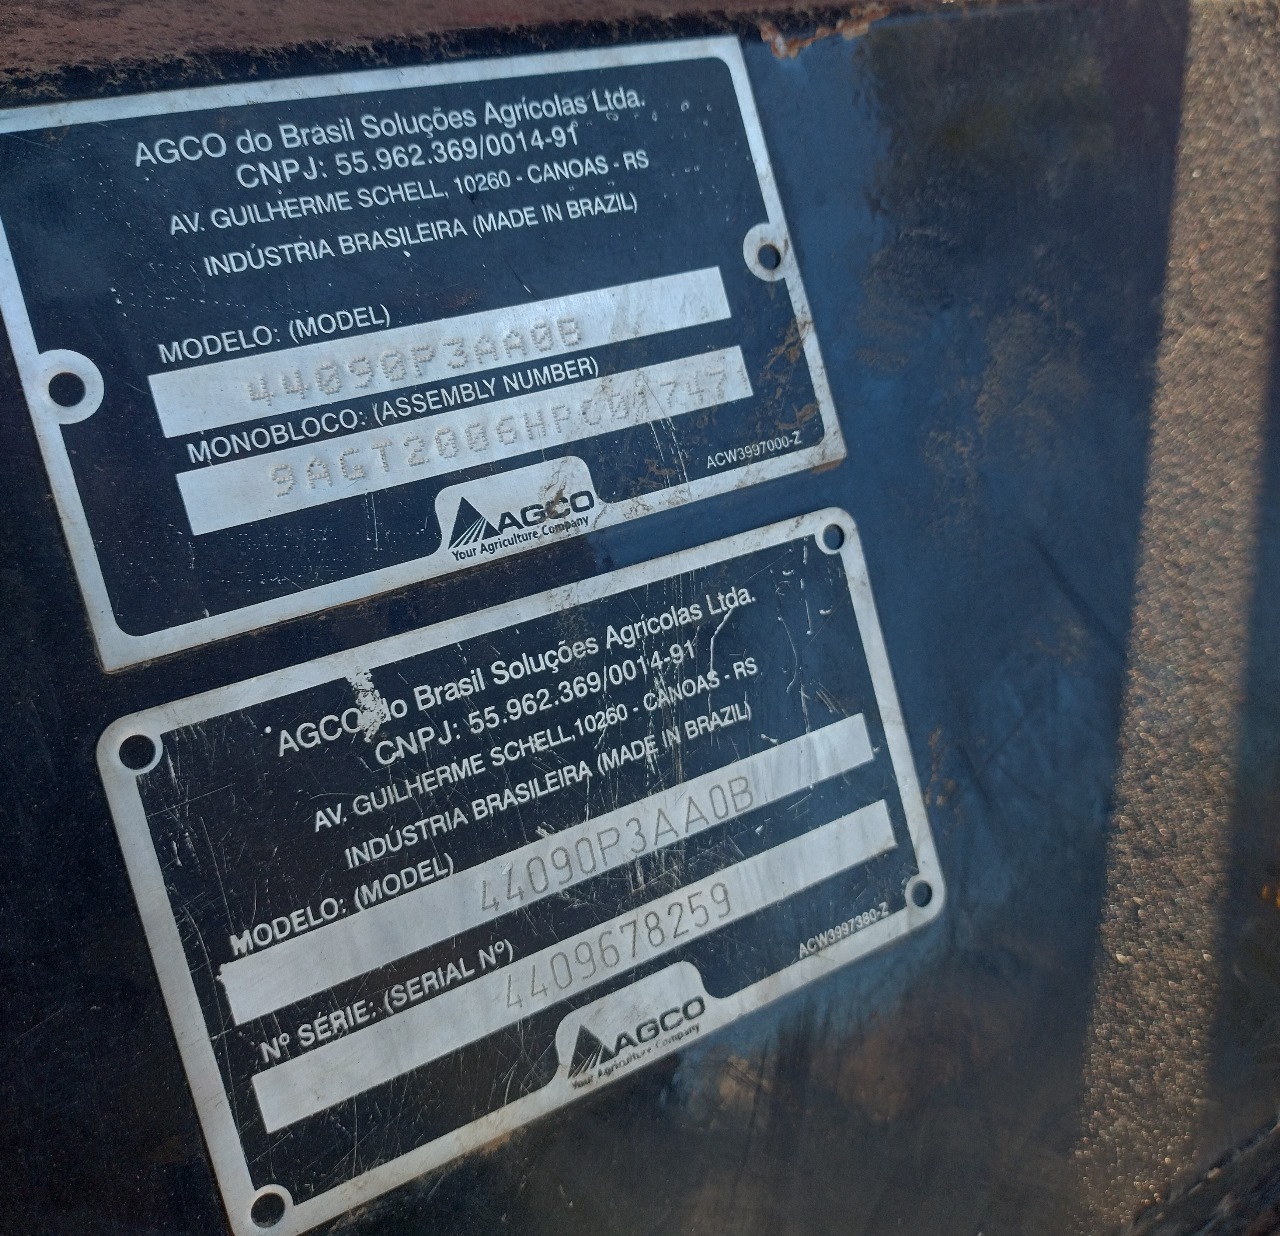 AGCO do Brasil Soluções Agrícolas Ltda.
CNPJ: 55.962.369/0014-91
AV. GUILHERME SCHELL, 10260 - CANOAS - RS
INDÚSTRIA BRASILEIRA (MADE IN BRAZIL)
MODELO: (MODEL)
44090P3AA0B
MONOBLOCO: (ASSEMBLY NUMBER)
ACW3997000-Z
AGCO
Your Agriculture Company
AGCO do Brasil Soluções Agrícolas Ltda.
CNPJ: 55.962.369/0014-91
AV. GUILHERME SCHELL, 10260 - CANOAS - RS
INDÚSTRIA BRASILEIRA (MADE IN BRAZIL)
MODELO: (MODEL)
44090P3AA0B
Nº SÉRIE: (SERIAL Nº)
4409678259
ACW3997380-Z
AGCO
Your Agriculture Company